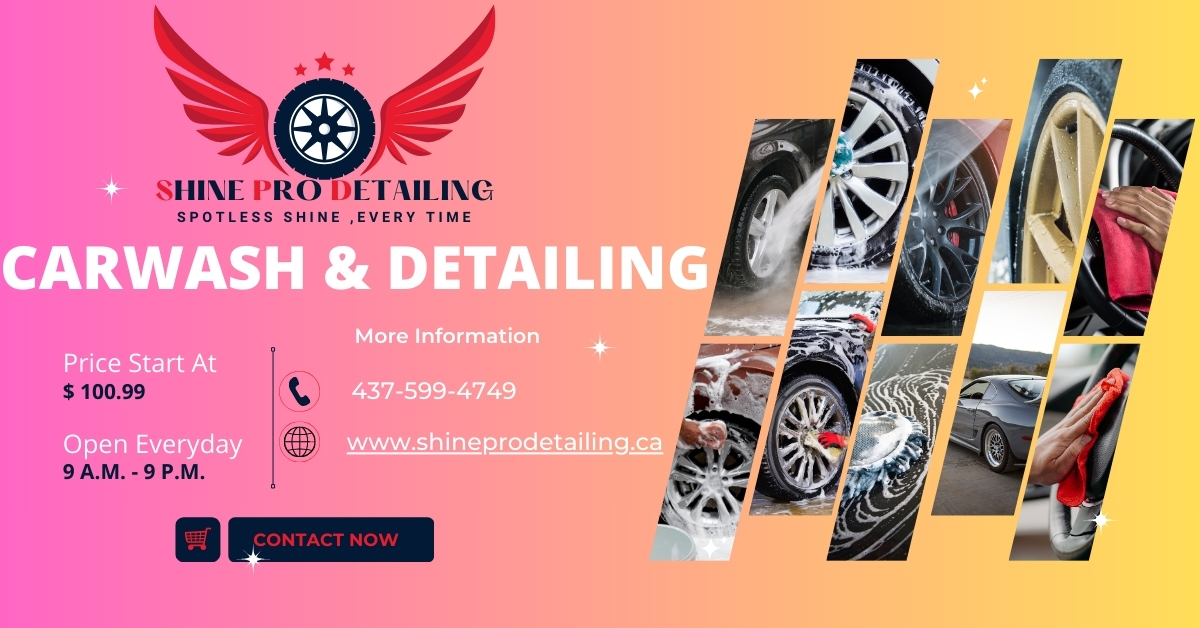 SHINE PRO DETAILING
SPOTLESS SHINE ,EVERY TIME
CARWASH & DETAILING
More Information
Price Start At
$ 100.99
437-599-4749
Open Everyday
9 A.M. - 9 P.M.
www.shineprodetailing.ca
CONTACT NOW